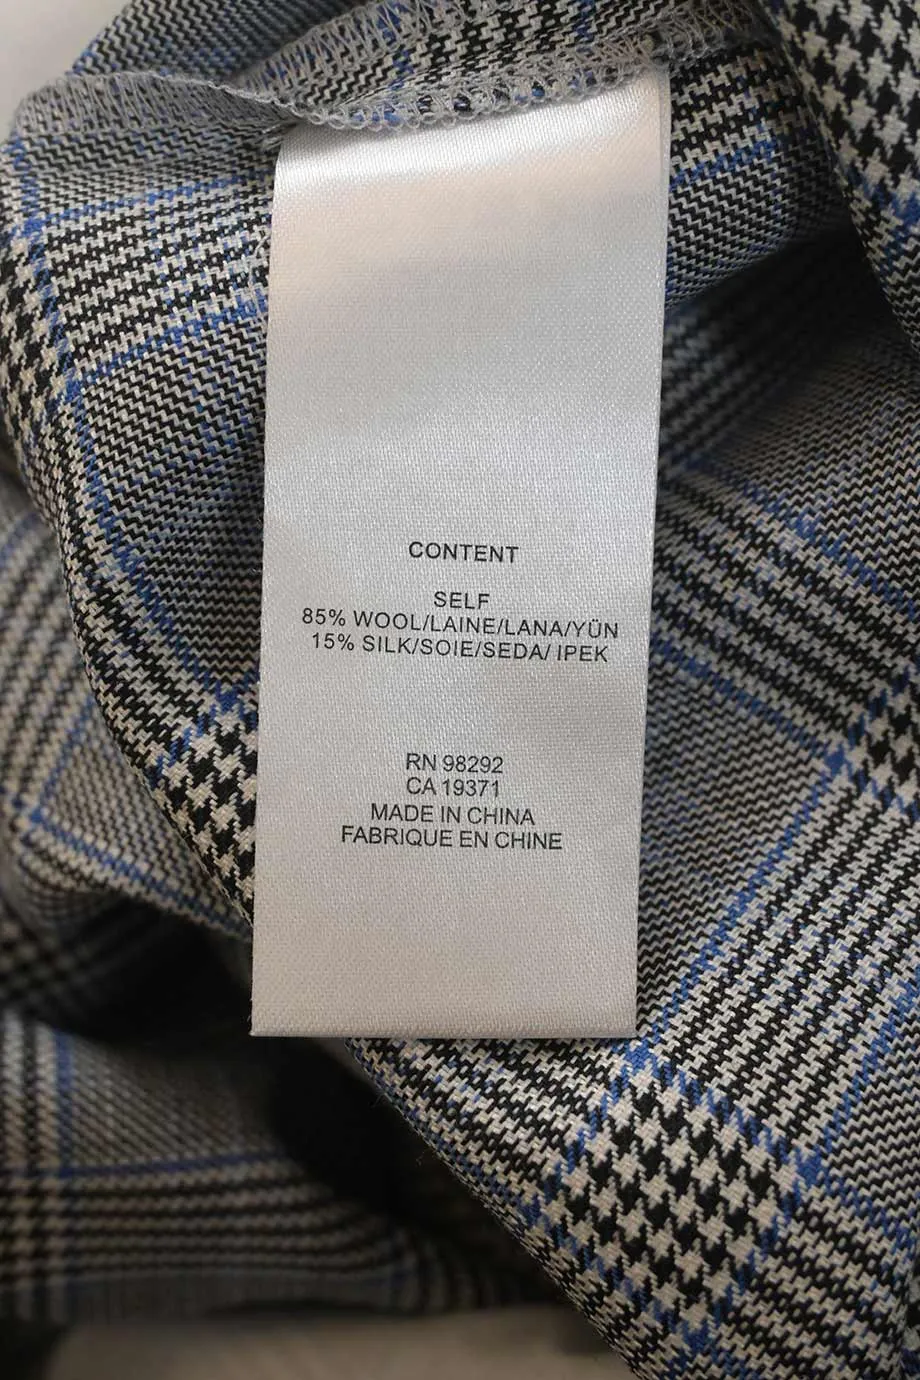 CONTENT
SELF
85% WOOL/LAINE/LANA/YÜN
15% SILK/SOIE/SEDA/ IPEK
RN 98292
CA 19371
MADE IN CHINA
FABRIQUE EN CHINE